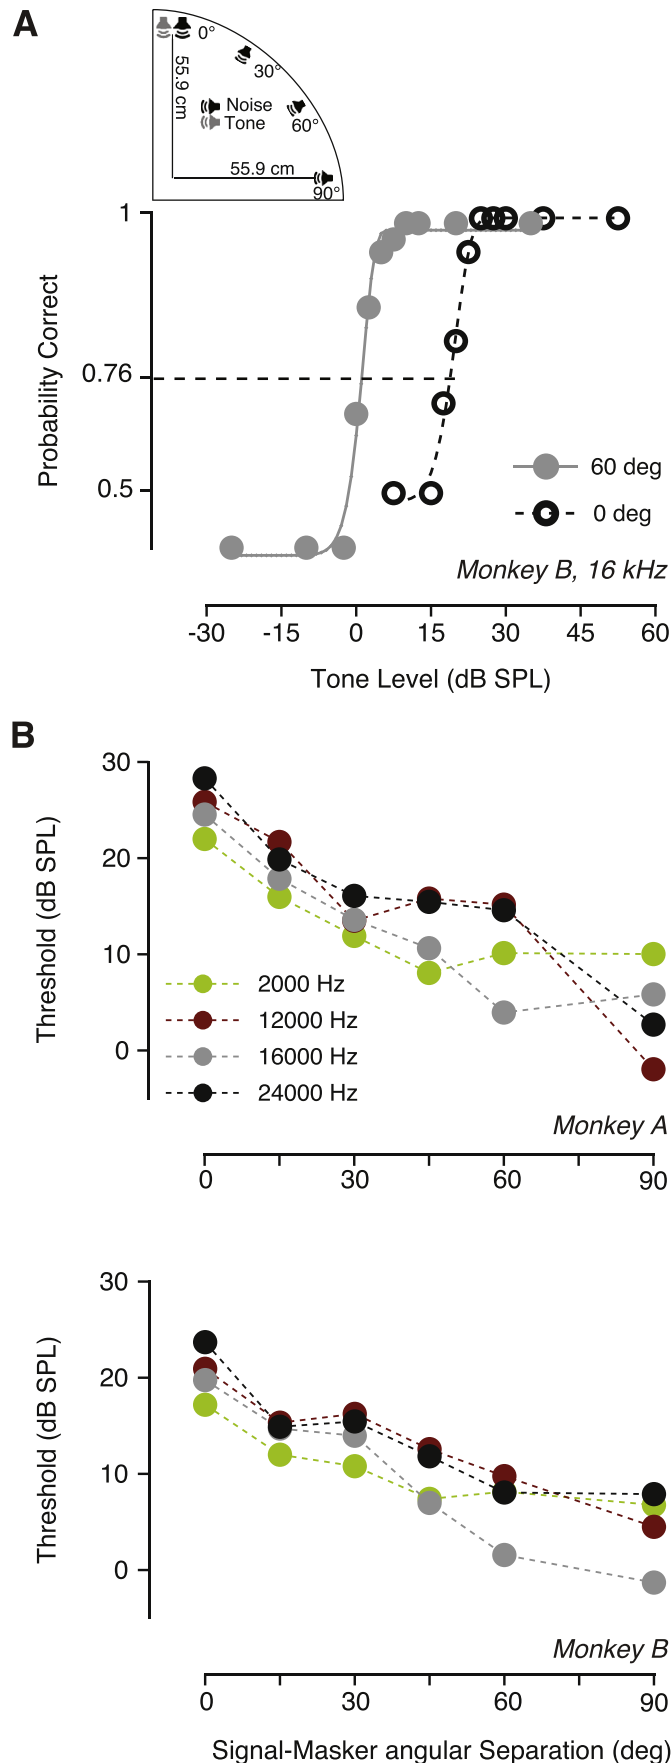 A
0°
30°
60°
90°
55.9 cm
Noise
Tone
55.9 cm
1
0.76
0.5
Probability Correct
60 deg
0 deg
Monkey B, 16 kHz
-30 -15 0 15 30 45 60
Tone Level (dB SPL)
B
30
20
10
0
Threshold (dB SPL)
2000 Hz
12000 Hz
16000 Hz
24000 Hz
Monkey A
0 30 60 90
30
20
10
0
Threshold (dB SPL)
Monkey B
0 30 60 90
Signal-Masker angular Separation (deg)